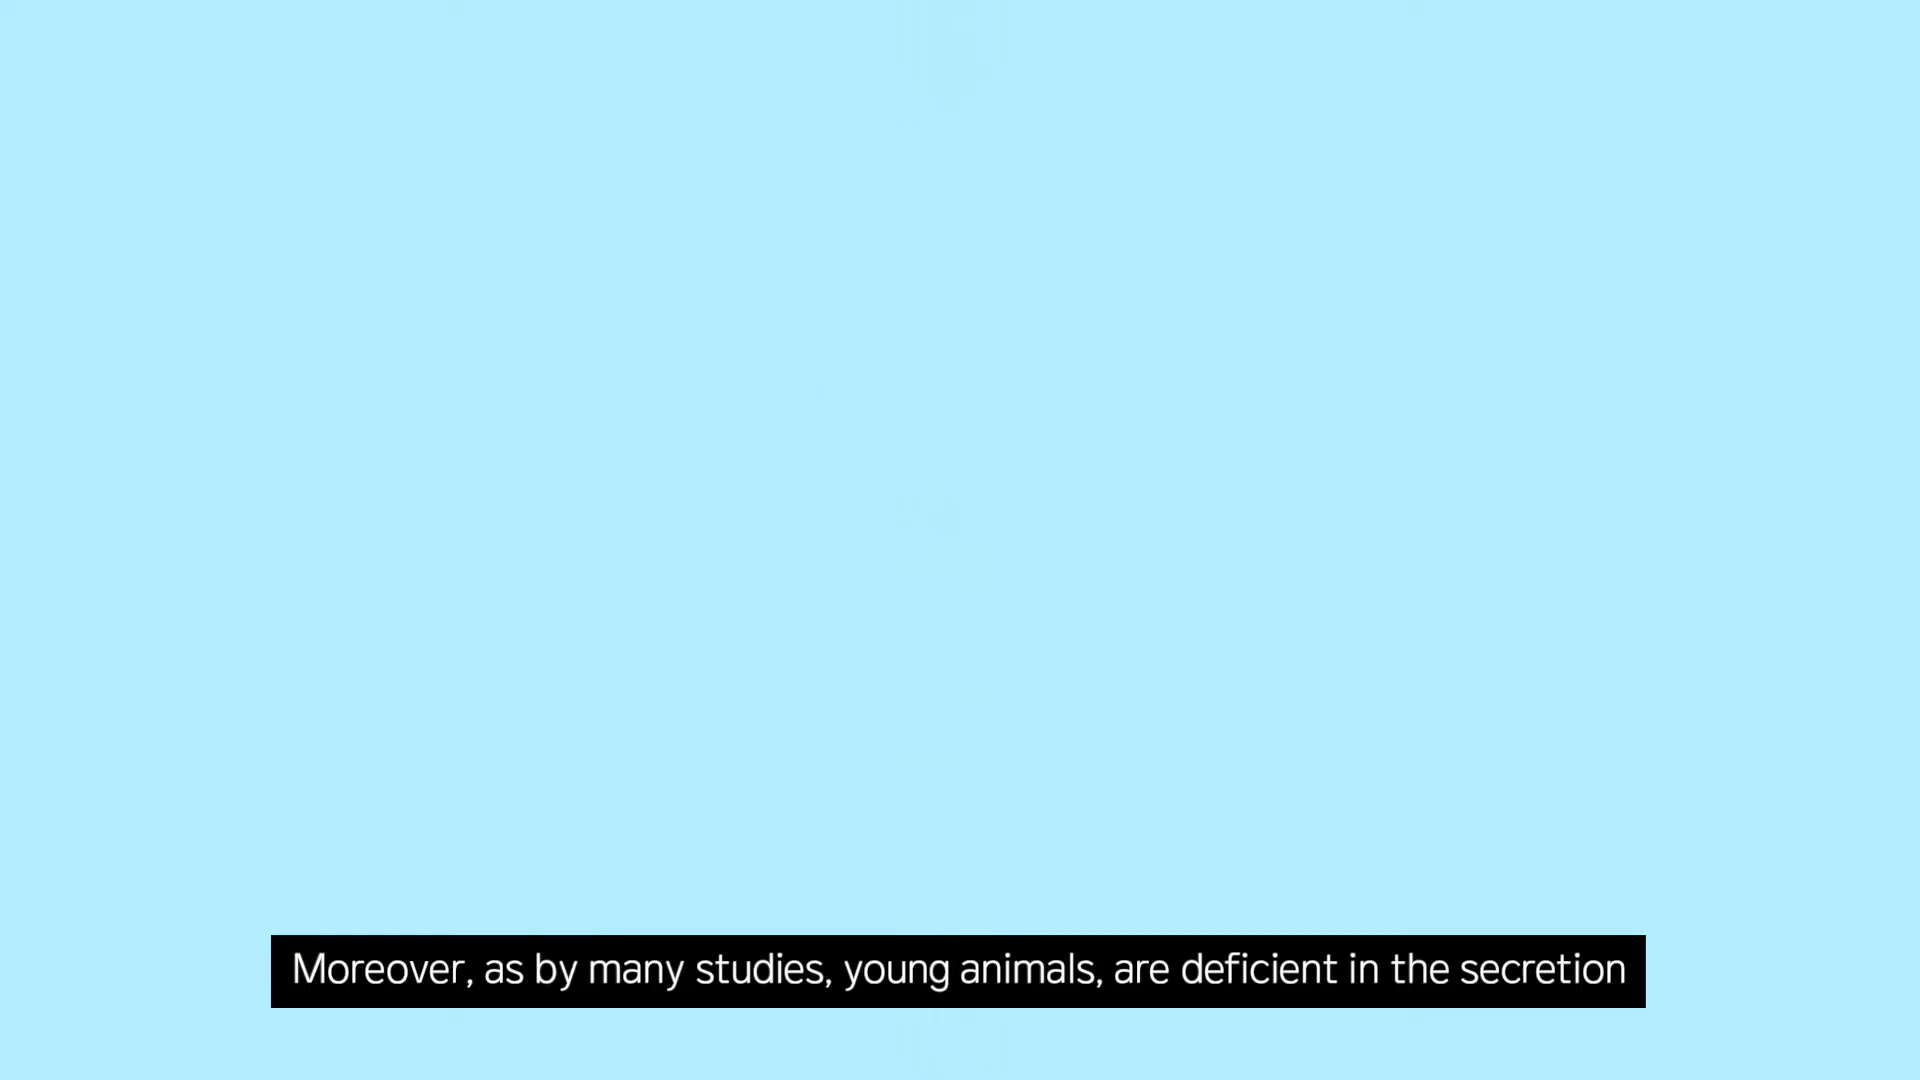 Moreover, as by many studies, young animals, are deficient in the secretion